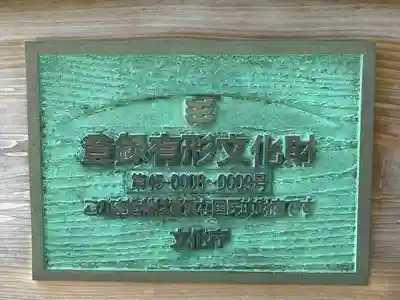 登録有形文化財
この建造物は貴重な国民的財産です
文化庁